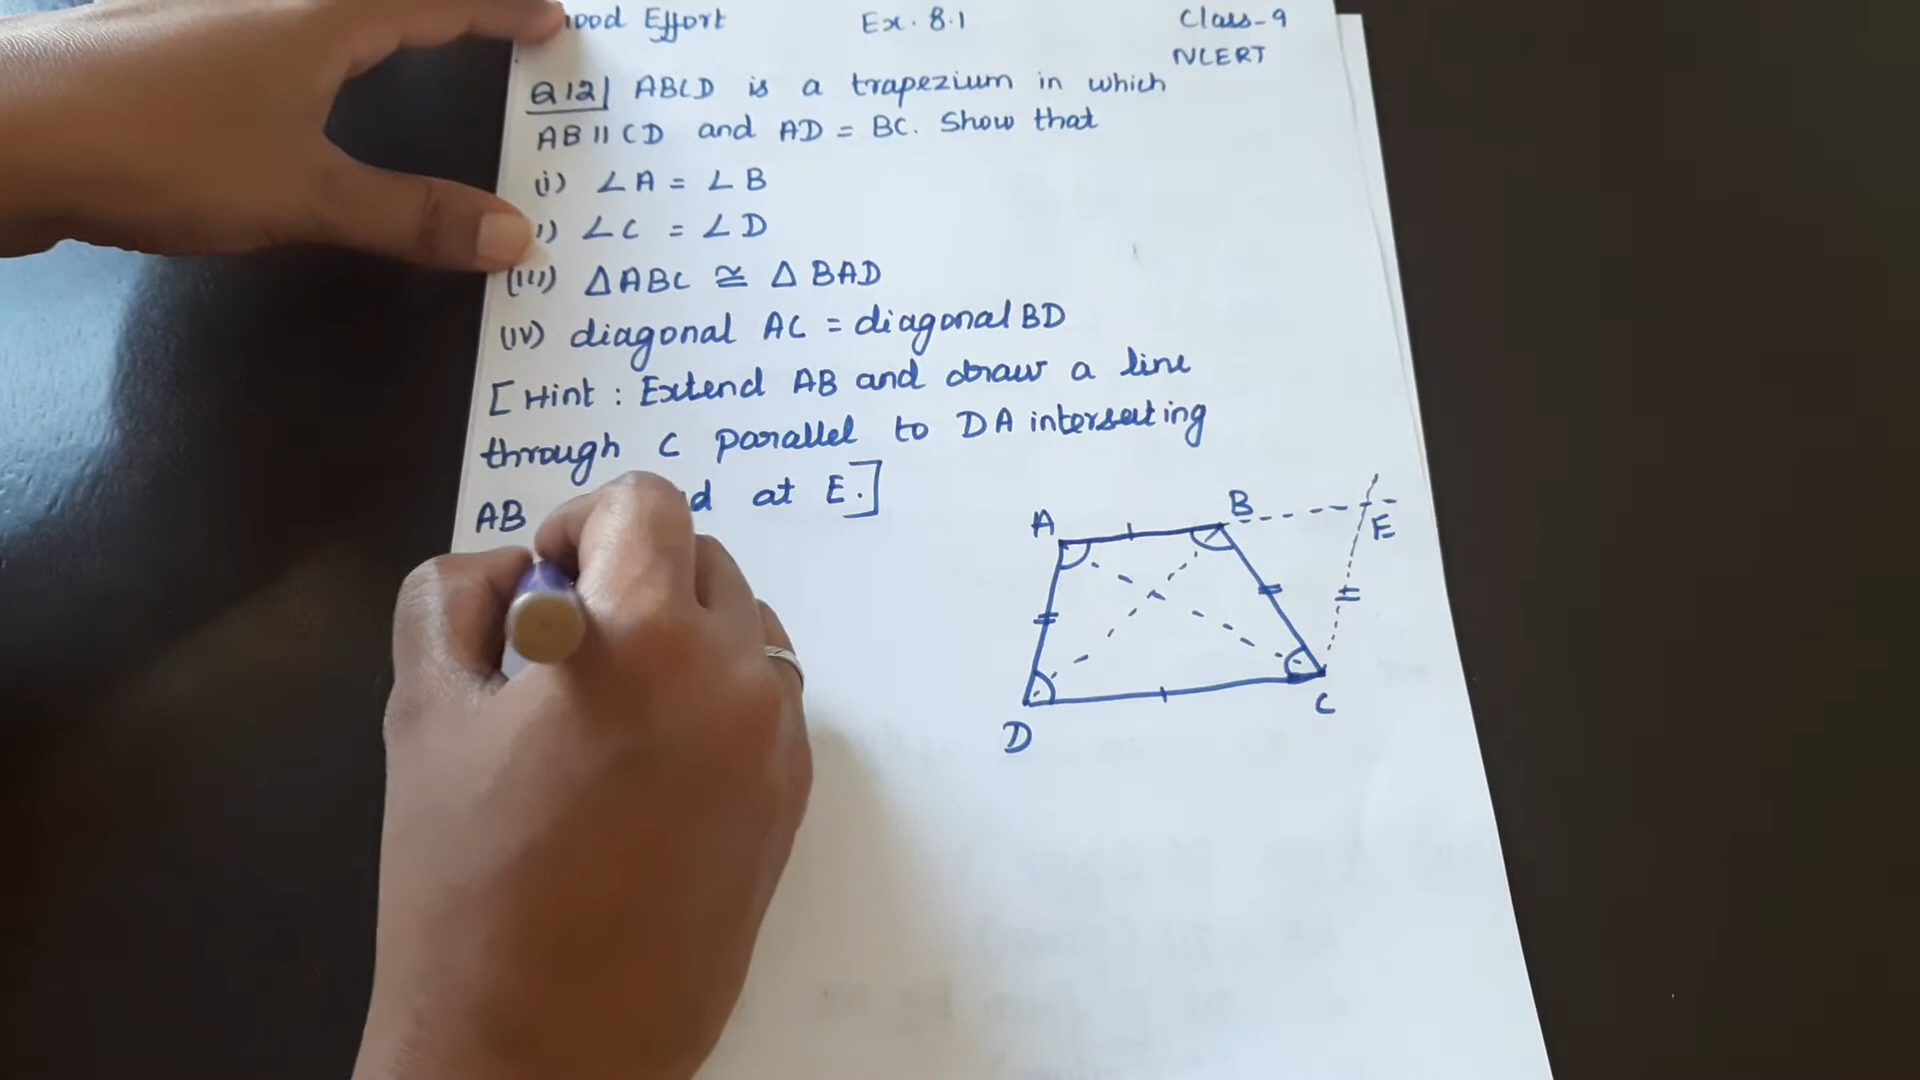 Effort Ex. 8.1 Class-9
NCERT
Q12| ABCD is a trapezium in which
AB || CD and AD = BC. Show that
(i) ∠A = ∠B
) ∠C = ∠D
(iii) △ABC ≅ △BAD
(iv) diagonal AC = diagonal BD
[Hint : Extend AB and draw a line
through C parallel to DA intersecting
AB d at E.]
A B E
D C